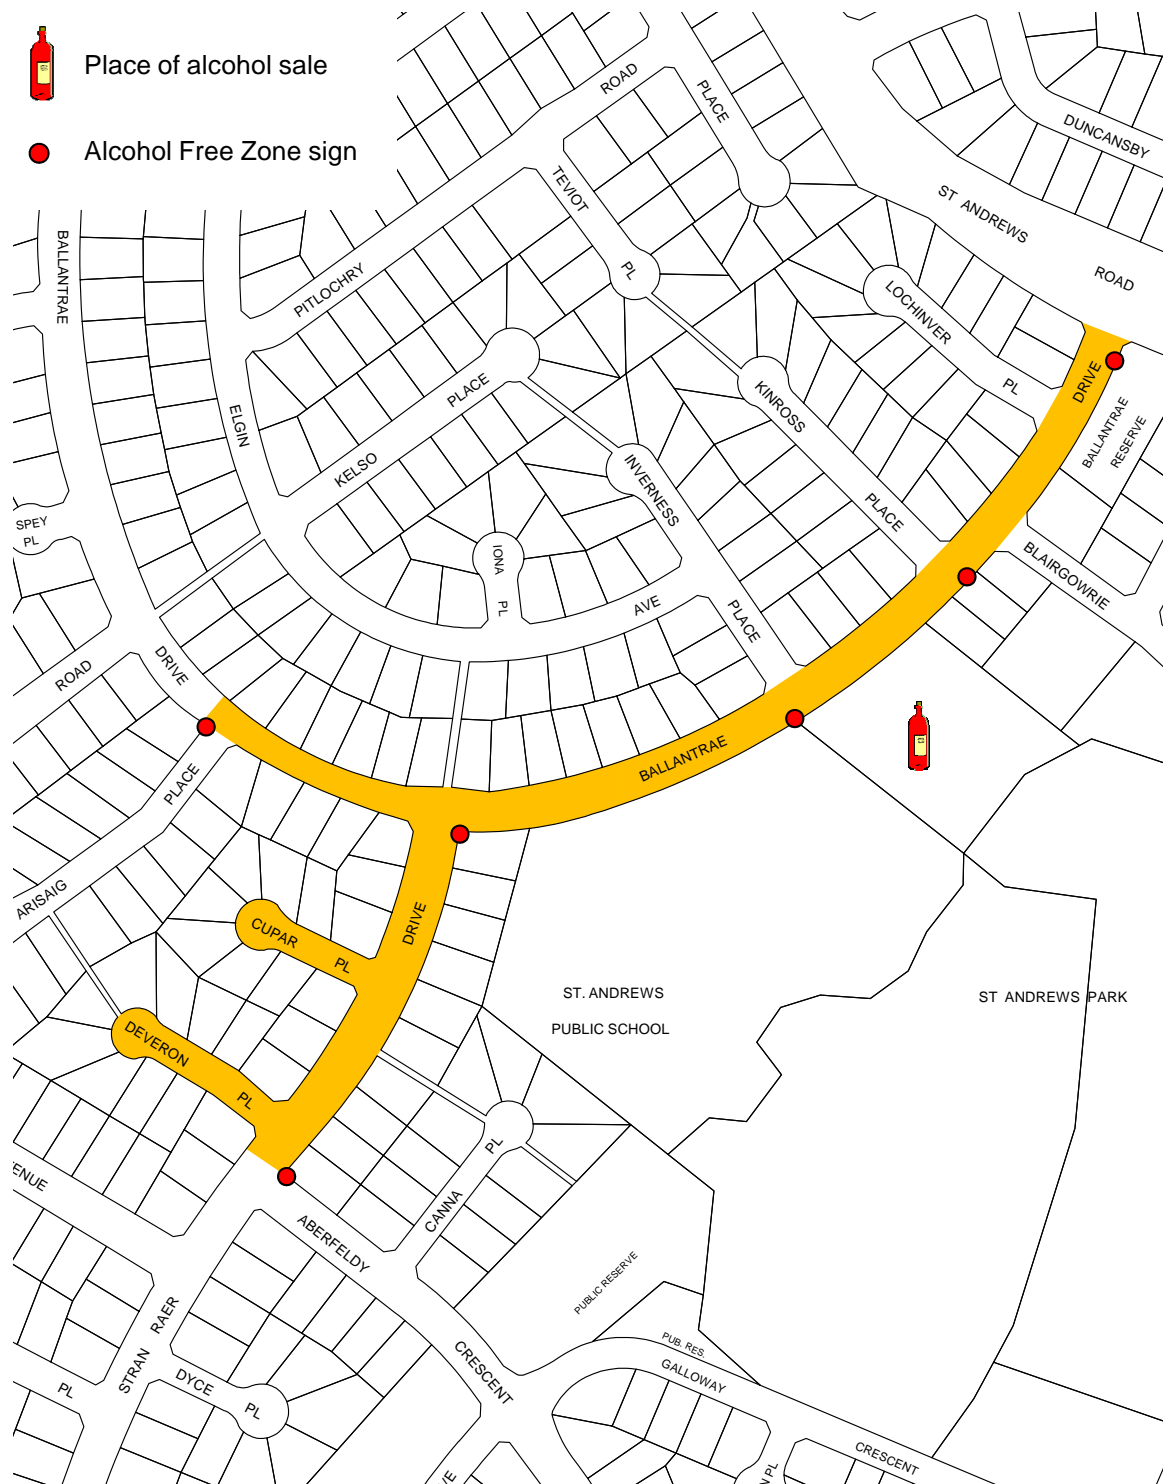 Place of alcohol sale
Alcohol Free Zone sign
ROAD
PLACE
DUNCANSBY
TEVIOT
PL
ST ANDREWS
ROAD
BALLANTRAE
PITLOCHRY
LOCHINVER
PL
DRIVE
BALLANTRAE
RESERVE
ELGIN
KELSO
PLACE
KINROSS
PLACE
INVERNESS
PLACE
SPEY
PL
IONA
PL
AVE
BLAIRGOWRIE
ROAD
DRIVE
PLACE
ARISAIG
BALLANTRAE
DRIVE
CUPAR
PL
DEVERON
PL
ST. ANDREWS
PUBLIC SCHOOL
ST ANDREWS PARK
PL
CANNA
ENUE
ABERFELDY
CRESCENT
PUBLIC RESERVE
STRAN RAER
PL
DYCE
PL
PUB. RES.
GALLOWAY
CRESCENT
PL